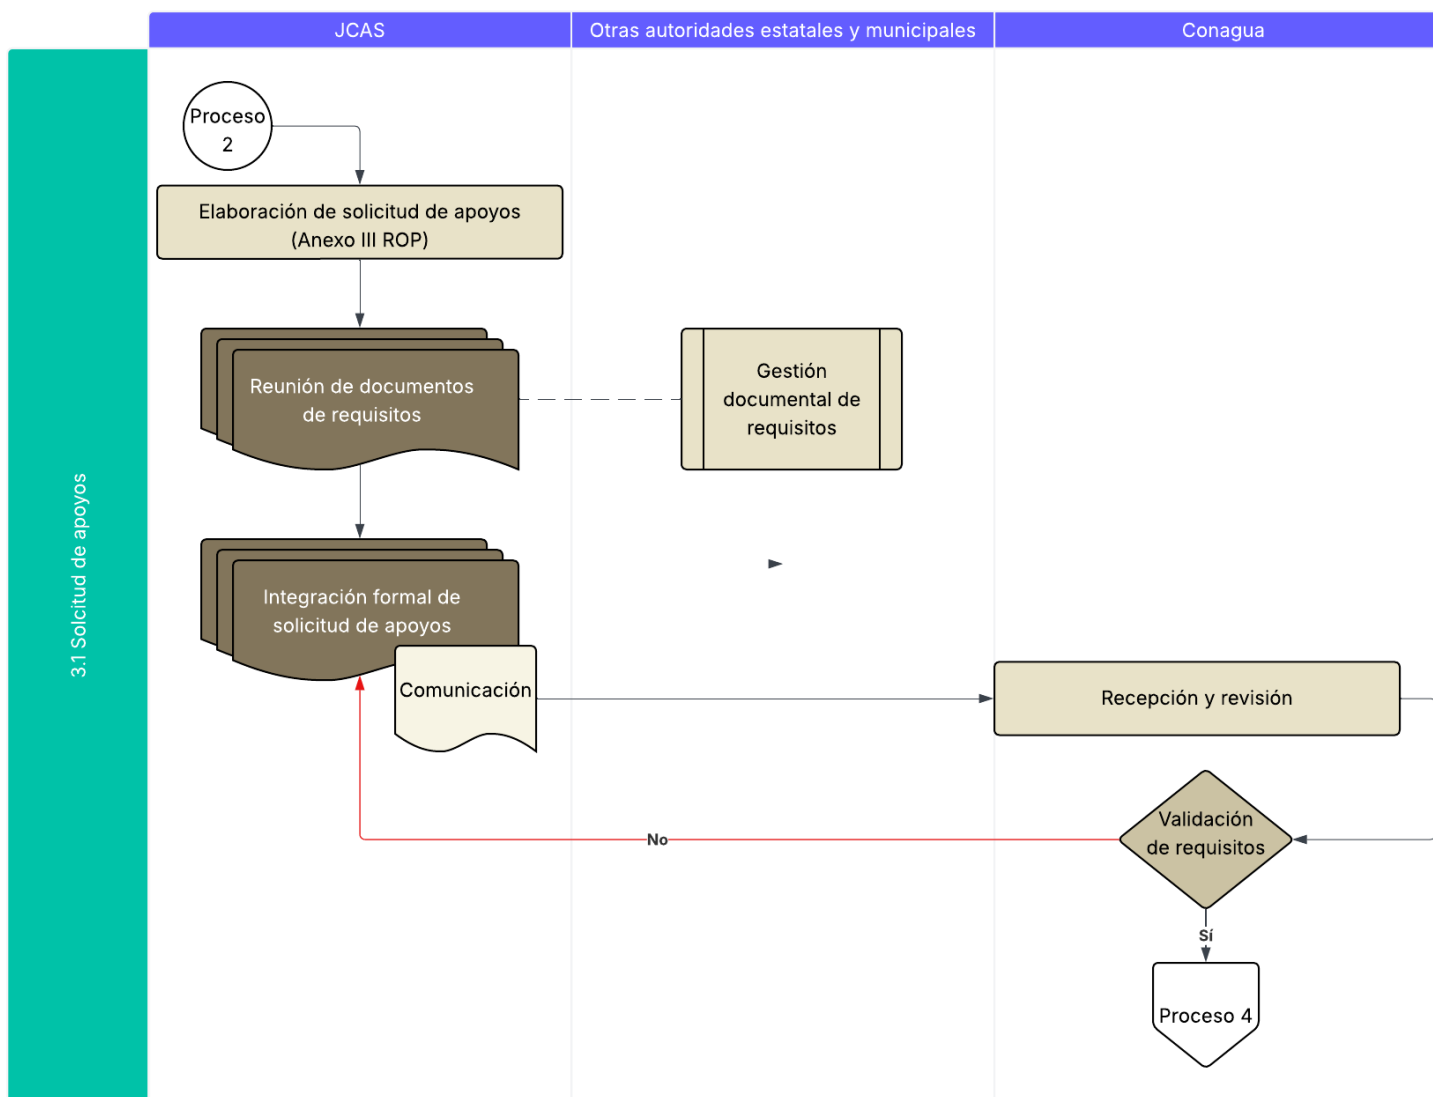 JCAS
Otras autoridades estatales y municipales
Conagua
3.1 Solcitud de apoyos
Proceso
2
Elaboración de solicitud de apoyos
(Anexo III ROP)
Reunión de documentos
de requisitos
Gestión
documental de
requisitos
Integración formal de
solicitud de apoyos
Comunicación
Recepción y revisión
Validación
de requisitos
No
Sí
Proceso 4